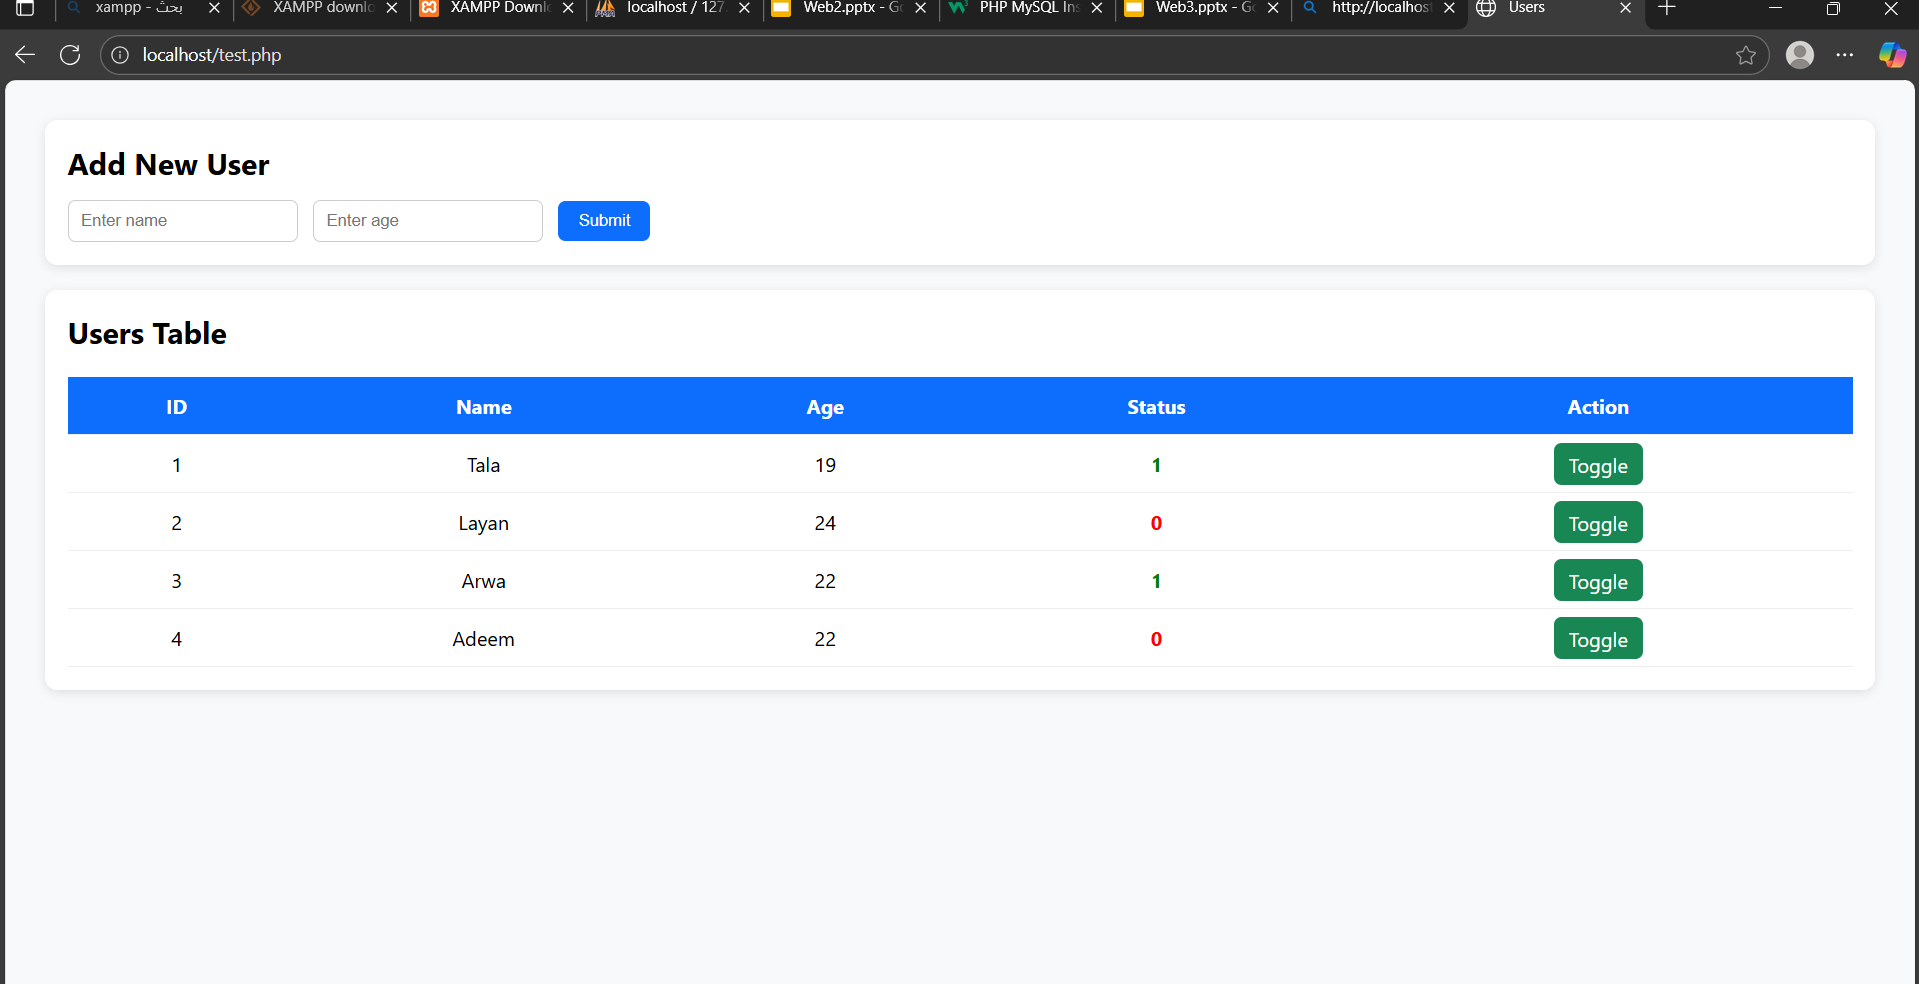 xampp - بحث
XAMPP downlo
XAMPP Downl
localhost / 127.
Web2.pptx - Go
PHP MySQL Ins
Web3.pptx - Go
http://localhost
Users
localhost/test.php
Add New User
Enter name Enter age Submit
Users Table
ID Name Age Status Action
1 Tala 19 1 Toggle
2 Layan 24 0 Toggle
3 Arwa 22 1 Toggle
4 Adeem 22 0 Toggle